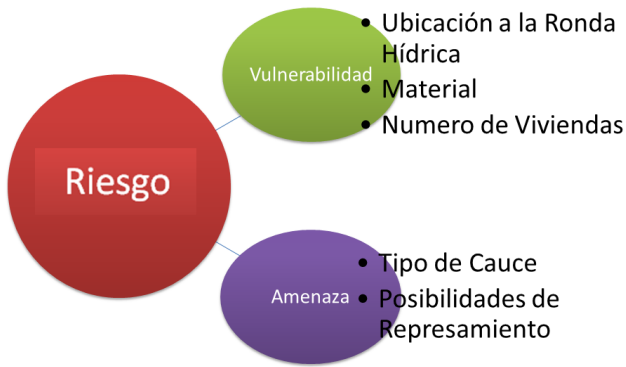 Riesgo
Vulnerabilidad
• Ubicación a la Ronda
Hídrica
• Material
• Numero de Viviendas
Amenaza
• Tipo de Cauce
• Posibilidades de
Represamiento